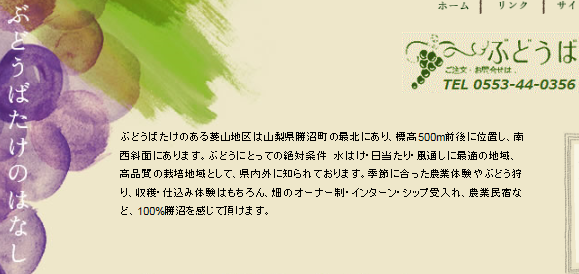 ホーム
リンク
サイ
ぶどうば
ご注文・お問合せは、
TEL 0553-44-0356
ぶどうばたけのはなし
ぶどうばたけのある菱山地区は山梨県勝沼町の最北にあり、標高500m前後に位置し、南
西斜面にあります。ぶどうにとっての絶対条件 水はけ・日当たり・風通しに最適の地域、
高品質の栽培地域として、県内外に知られております。季節に合った農業体験やぶどう狩
り、収穫・仕込み体験はもちろん、畑のオーナー制・インターン・シップ受入れ、農業民宿な
ど、100%勝沼を感じて頂けます。